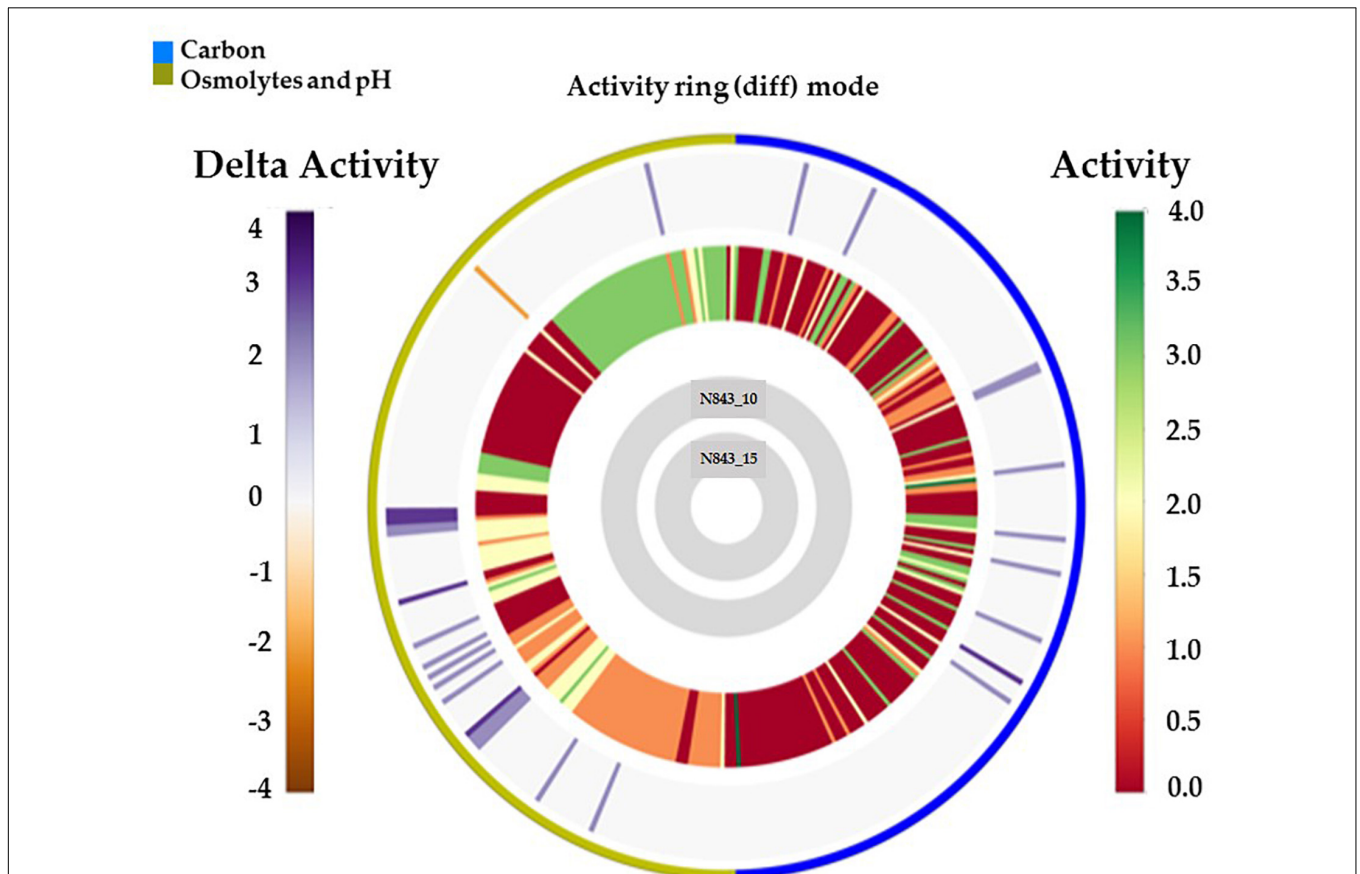 Carbon
Osmolytes and pH
Activity ring (diff) mode
Delta Activity
Activity
4
3
2
1
0
-1
-2
-3
-4
4.0
3.5
3.0
2.5
2.0
1.5
1.0
0.5
0.0
N843_10
N843_15